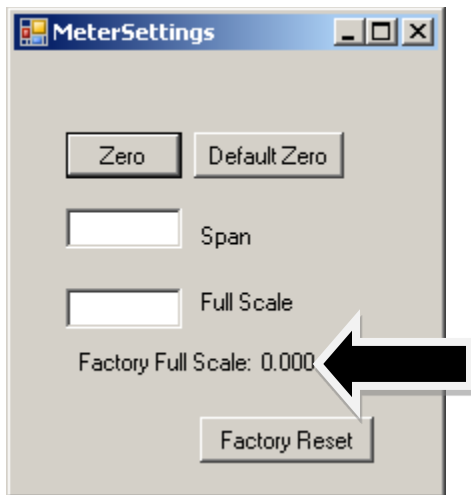 MeterSettings
Zero Default Zero
Span
Full Scale
Factory Full Scale: 0.000
Factory Reset